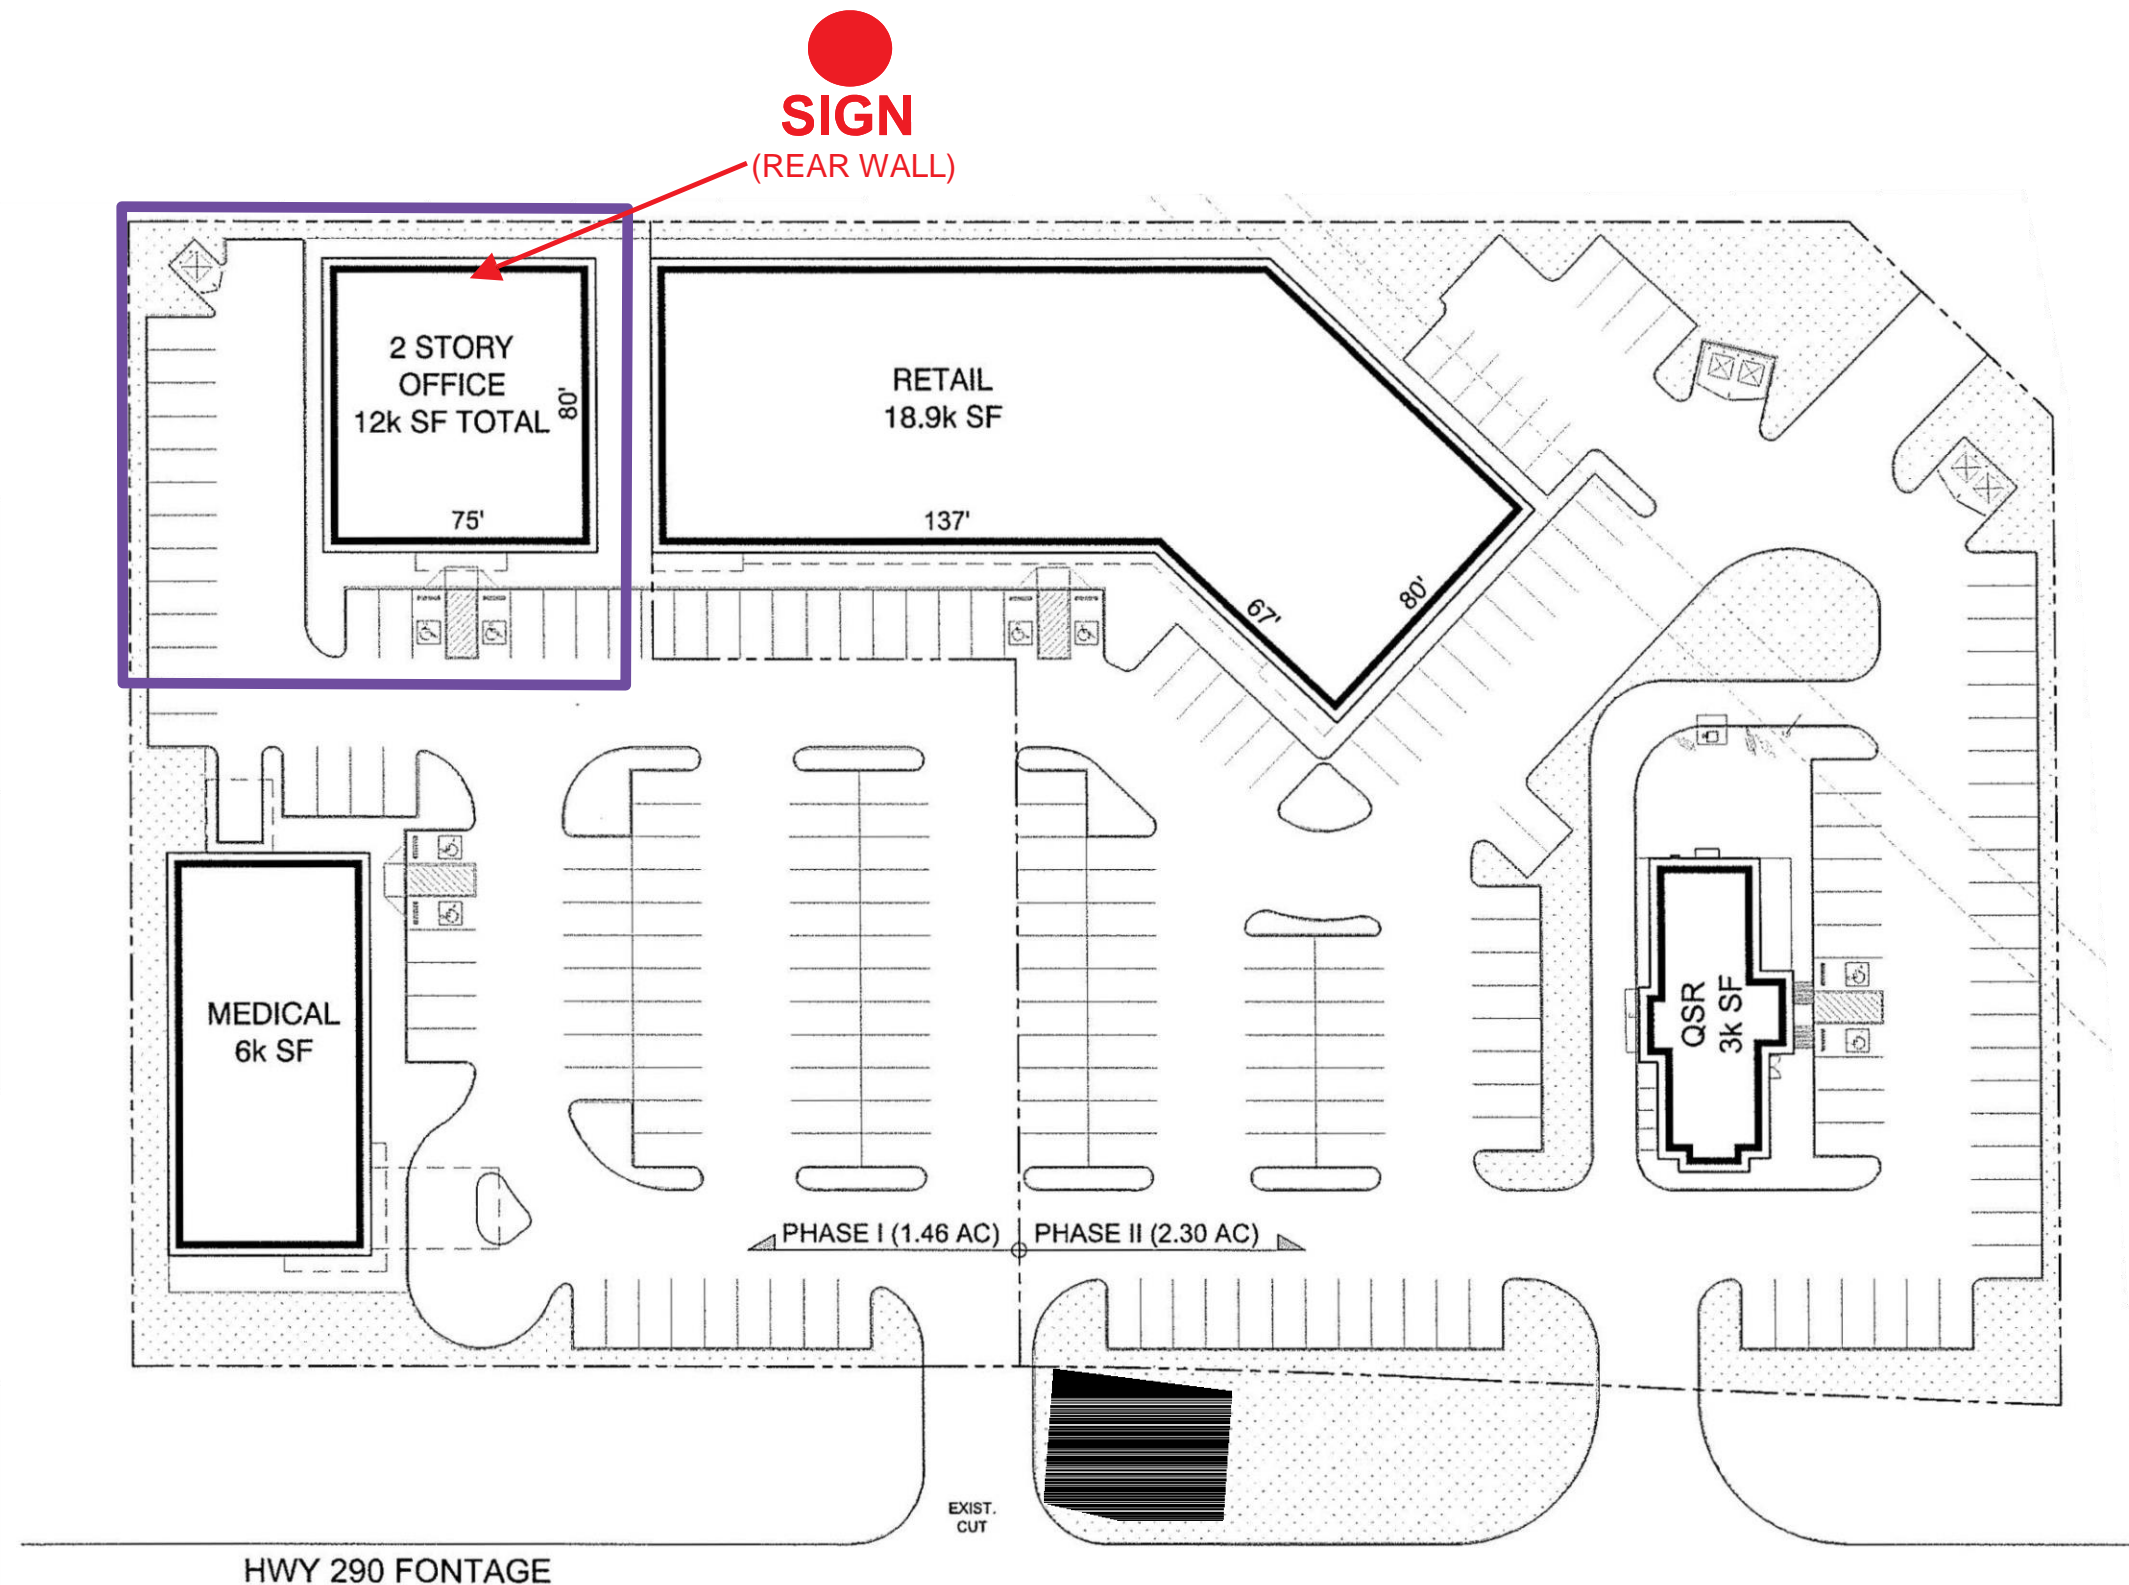 SIGN
(REAR WALL)
2 STORY
OFFICE
12k SF TOTAL
80'
75'
RETAIL
18.9k SF
137'
67'
80'
MEDICAL
6k SF
QSR
3k SF
PHASE I (1.46 AC)
PHASE II (2.30 AC)
EXIST.
CUT
HWY 290 FONTAGE